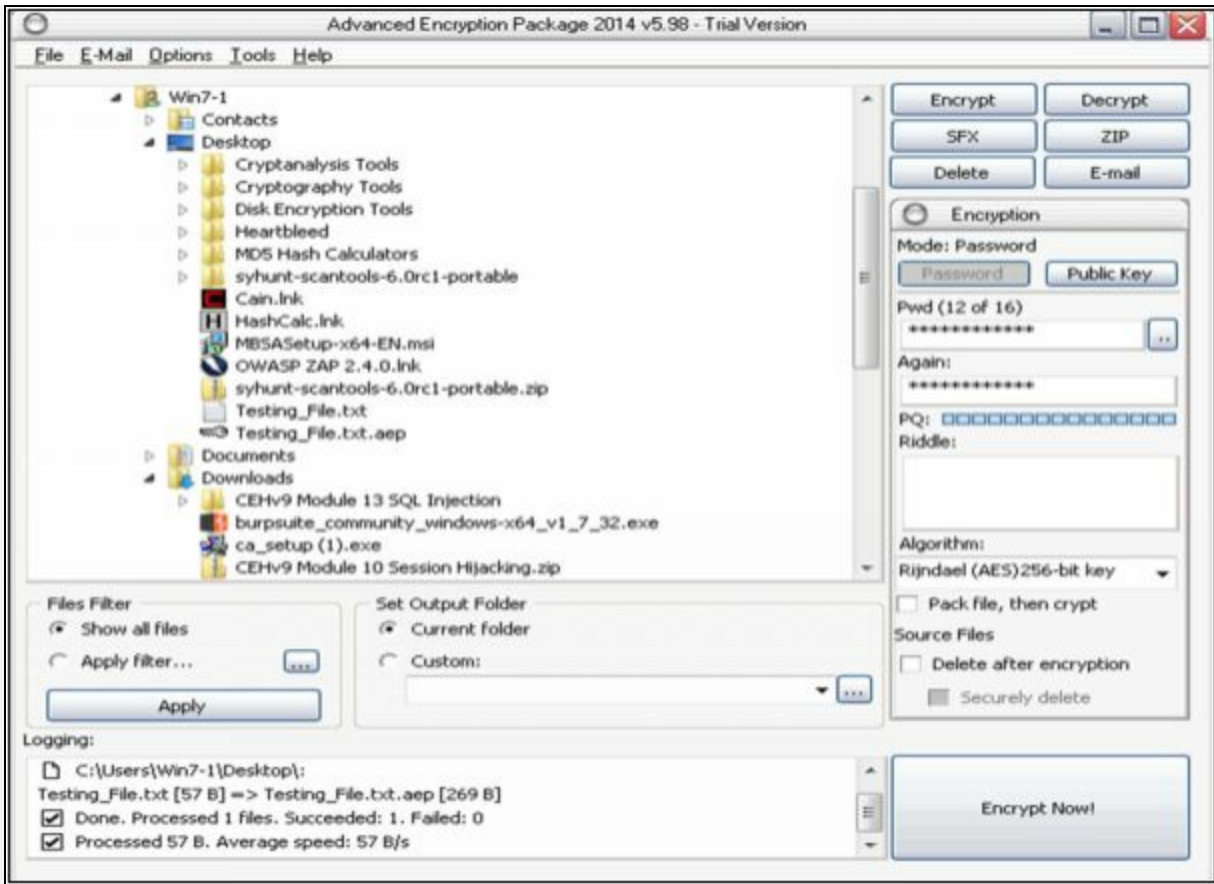 Advanced Encryption Package 2014 v5.98 - Trial Version
File E-Mail Options Tools Help
Win7-1
Contacts
Desktop
Cryptanalysis Tools
Cryptography Tools
Disk Encryption Tools
Heartbleed
MD5 Hash Calculators
syhunt-scantools-6.0rc1-portable
Cain.lnk
HashCalc.lnk
MBSASetup-x64-EN.msi
OWASP ZAP 2.4.0.lnk
syhunt-scantools-6.0rc1-portable.zip
Testing_File.txt
Testing_File.txt.aep
Documents
Downloads
CEHv9 Module 13 SQL Injection
burpsuite_community_windows-x64_v1_7_32.exe
ca_setup (1).exe
CEHv9 Module 10 Session Hijacking.zip
Files Filter
Show all files
Apply filter...
...
Apply
Set Output Folder
Current folder
Custom:
...
Encrypt Decrypt
SFX ZIP
Delete E-mail
Encryption
Mode: Password
Password Public Key
Pwd (12 of 16)
************
..
Again:
************
PQ:
Riddle:
Algorithm:
Rijndael (AES)256-bit key
Pack file, then crypt
Source Files
Delete after encryption
Securely delete
Logging:
C:\Users\Win7-1\Desktop\:
Testing_File.txt [57 B] => Testing_File.txt.aep [269 B]
Done. Processed 1 files. Succeeded: 1. Failed: 0
Processed 57 B. Average speed: 57 B/s
Encrypt Now!